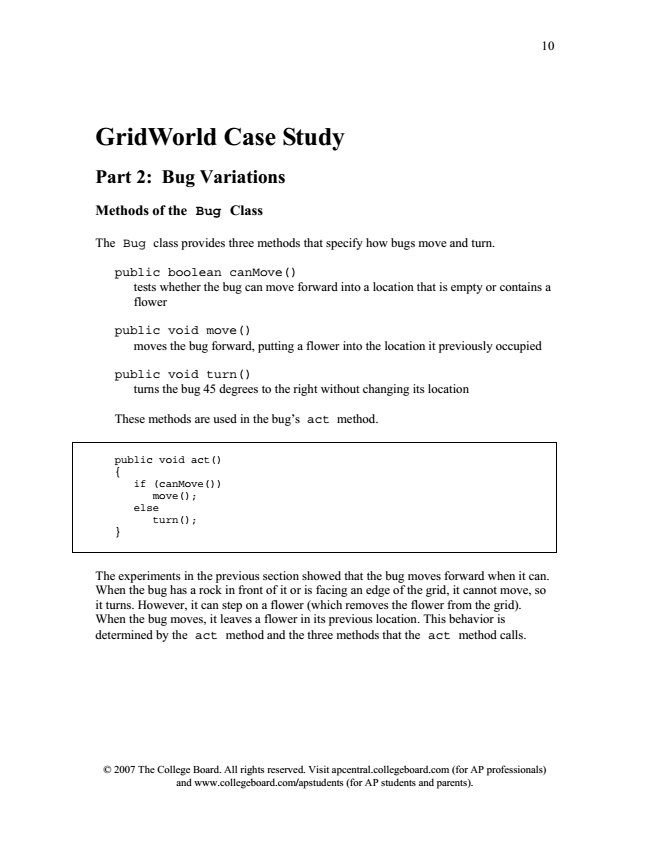 10
GridWorld Case Study
Part 2: Bug Variations
Methods of the Bug Class
The Bug class provides three methods that specify how bugs move and turn.
public boolean canMove()
tests whether the bug can move forward into a location that is empty or contains a
flower
public void move()
moves the bug forward, putting a flower into the location it previously occupied
public void turn()
turns the bug 45 degrees to the right without changing its location
These methods are used in the bug’s act method.
public void act()
{
if (canMove())
move();
else
turn();
}
The experiments in the previous section showed that the bug moves forward when it can.
When the bug has a rock in front of it or is facing an edge of the grid, it cannot move, so
it turns. However, it can step on a flower (which removes the flower from the grid).
When the bug moves, it leaves a flower in its previous location. This behavior is
determined by the act method and the three methods that the act method calls.
© 2007 The College Board. All rights reserved. Visit apcentral.collegeboard.com (for AP professionals)
and www.collegeboard.com/apstudents (for AP students and parents).